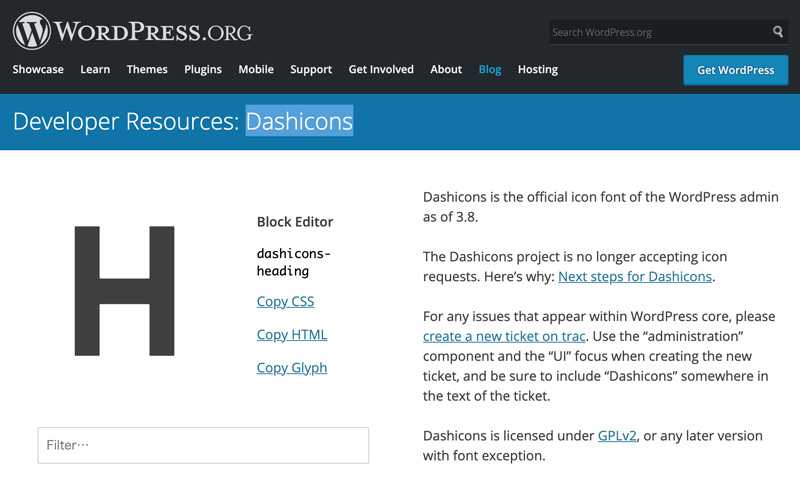 WORDPRESS.ORG
Search WordPress.org
Showcase Learn Themes Plugins Mobile Support Get Involved About Blog Hosting
Get WordPress
Developer Resources: Dashicons
H
Block Editor
dashicons-
heading
Copy CSS
Copy HTML
Copy Glyph
Filter…
Dashicons is the official icon font of the WordPress admin
as of 3.8.
The Dashicons project is no longer accepting icon
requests. Here’s why: Next steps for Dashicons.
For any issues that appear within WordPress core, please
create a new ticket on trac. Use the “administration”
component and the “UI” focus when creating the new
ticket, and be sure to include “Dashicons” somewhere in
the text of the ticket.
Dashicons is licensed under GPLv2, or any later version
with font exception.